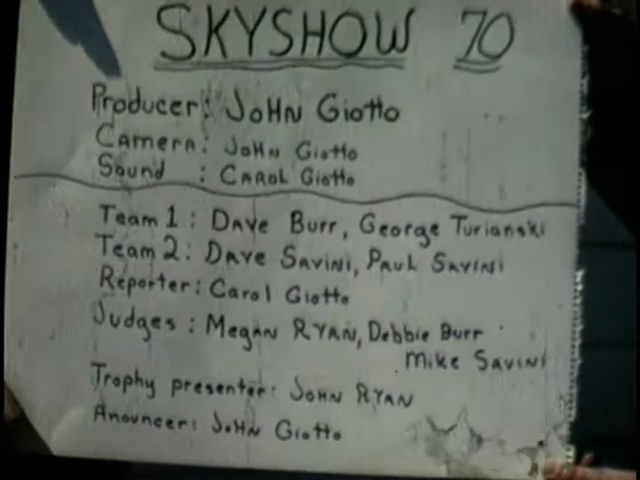 SKYSHOW 70
Producer: JOHN Giotto
Camera: JOHN Giotto
Sound : CAROL Giotto
Team 1 : DAVE Burr, George Turianski
Team 2: DAVE SAVINI, PAUL SAVINI
Reporter: Carol Giotto
Judges : MEGAN RYAN, Debbie Burr
MIKE SAVINI
Trophy presenter: JOHN RYAN
Anouncer: JOHN Giotto